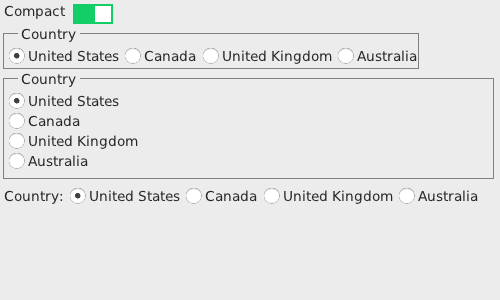 Compact
Country
United States Canada United Kingdom Australia
Country
United States
Canada
United Kingdom
Australia
Country: United States Canada United Kingdom Australia